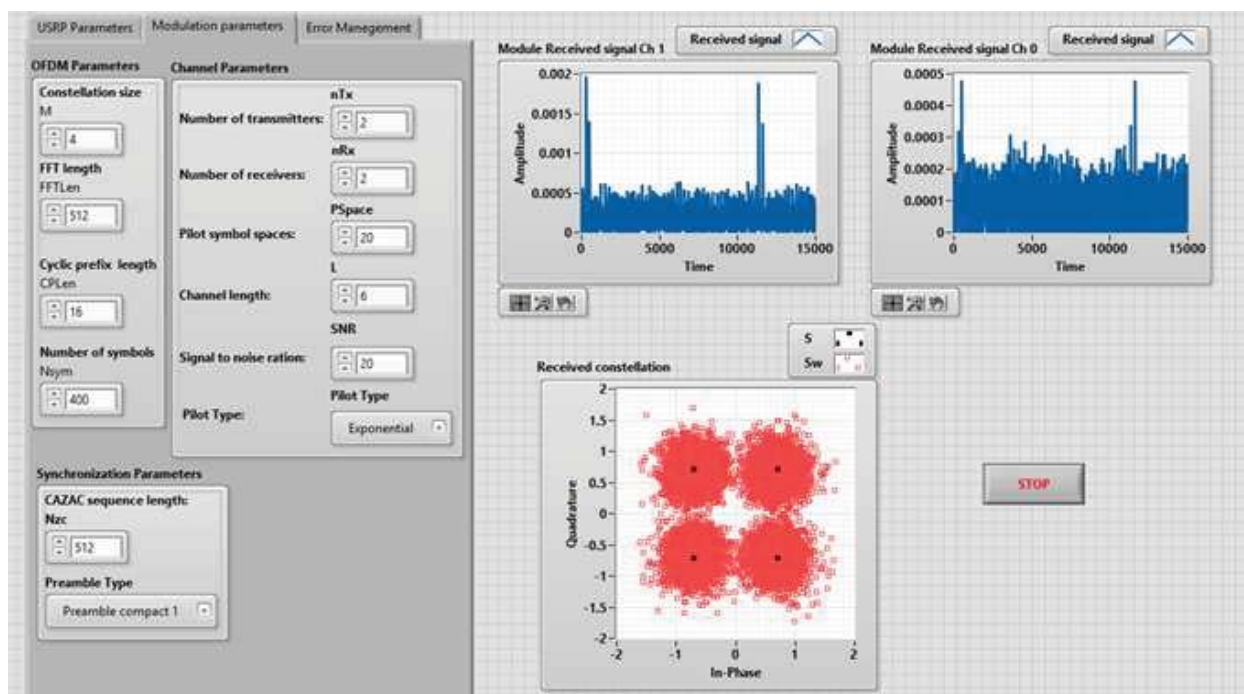 USRP Parameters
Modulation parameters
Error Manegement
OFDM Parameters
Constellation size
M
4
FFT length
FFTLen
512
Cyclic prefix length
CPLen
16
Number of symbols
Nsym
400
Channel Parameters
nTx
Number of transmitters:
2
nRx
Number of receivers:
2
PSpace
Pilot symbol spaces:
20
L
Channel length:
6
SNR
Signal to noise ration:
20
Pilot Type
Pilot Type:
Exponential
Synchronization Parameters
CAZAC sequence length:
Nzc
512
Preamble Type
Preamble compact 1
Module Received signal Ch 1
Received signal
0.002
0.0015
0.001
0.0005
0
Amplitude
0
5000
10000
15000
Time
Module Received signal Ch 0
Received signal
0.0005
0.0004
0.0003
0.0002
0.0001
0
Amplitude
0
5000
10000
15000
Time
S
Sw
Received constellation
2
1.5
1
0.5
0
-0.5
-1
-1.5
-2
Quadrature
-2
-1
0
1
2
In-Phase
STOP